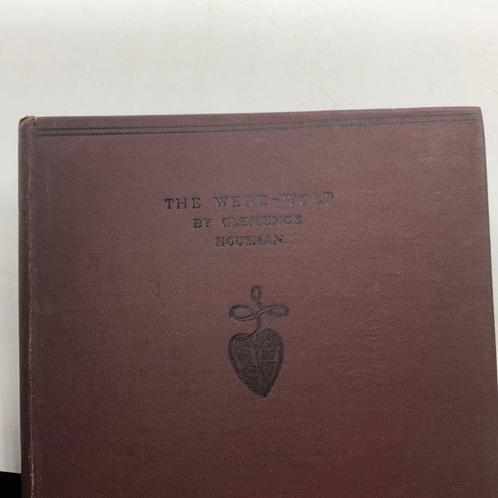 THE WERE-WOLF
BY CLEMENCE
HOUSMAN